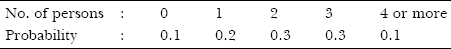 No. of persons : 0 1 2 3 4 or more
Probability : 0.1 0.2 0.3 0.3 0.1